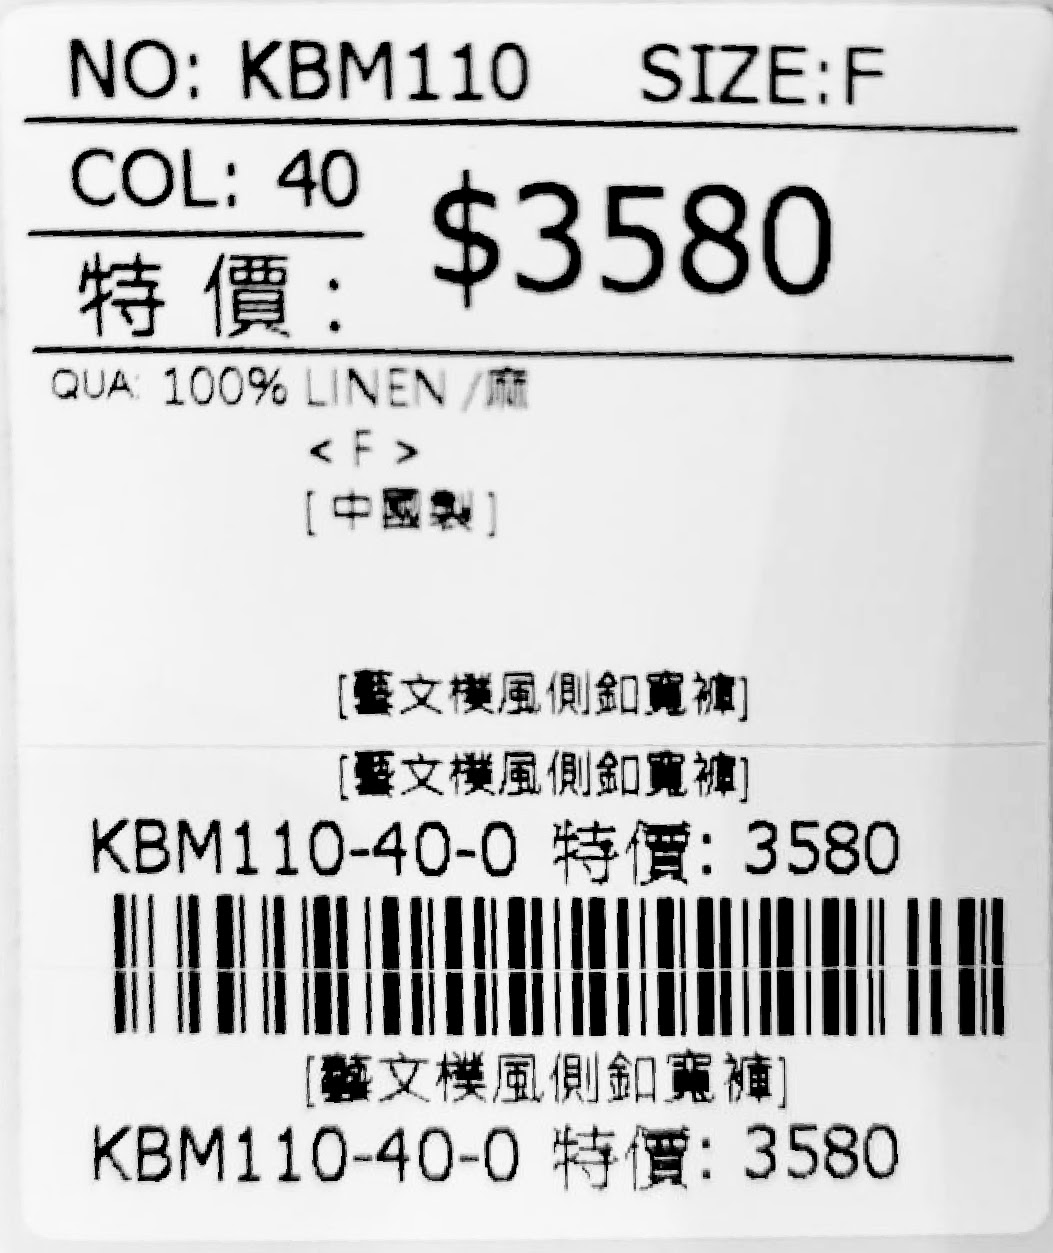 NO: KBM110 SIZE:F
COL: 40 $3580
特價:
QUA: 100% LINEN /麻
< F >
[中國製]
[藝文樸風側釦寬褲]
[藝文樸風側釦寬褲]
KBM110-40-0 特價: 3580
[藝文樸風側釦寬褲]
KBM110-40-0 特價: 3580